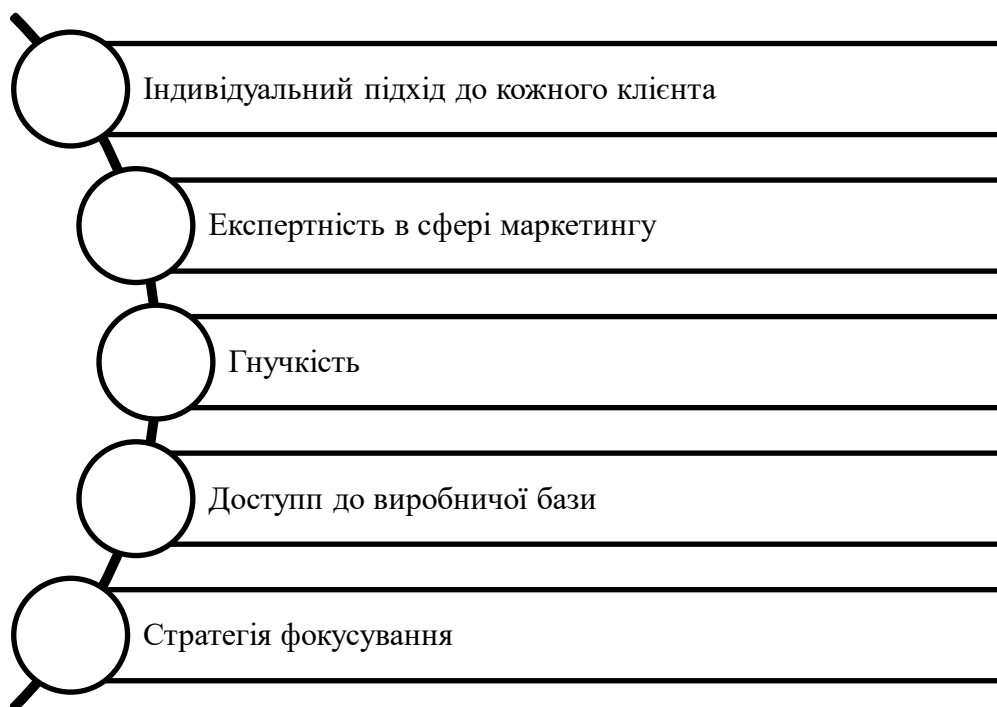 Індивідуальний підхід до кожного клієнта
Експертність в сфері маркетингу
Гнучкість
Доступп до виробничої бази
Стратегія фокусування